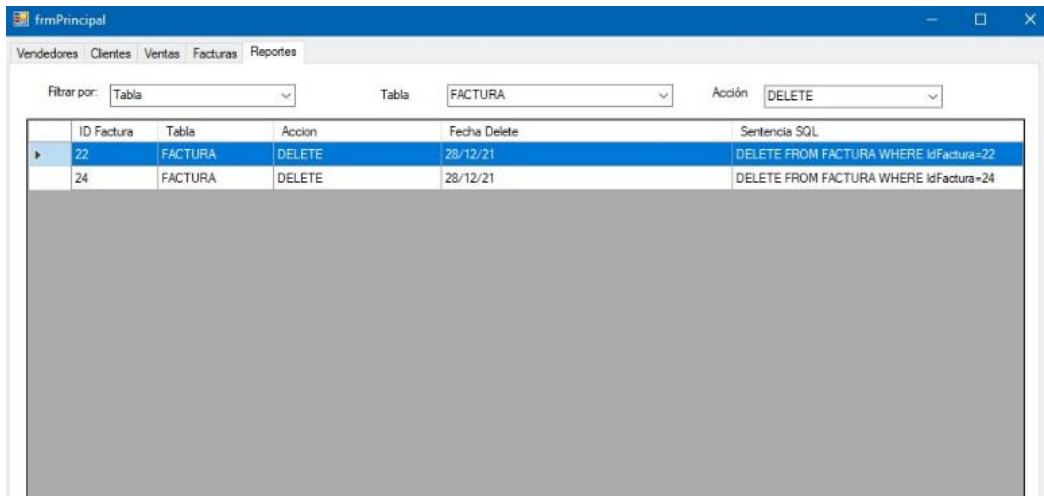 frmPrincipal
Vendedores Clientes Ventas Facturas Reportes
Filtrar por: Tabla Tabla FACTURA Acción DELETE
ID Factura Tabla Accion Fecha Delete Sentencia SQL
22 FACTURA DELETE 28/12/21 DELETE FROM FACTURA WHERE IdFactura=22
24 FACTURA DELETE 28/12/21 DELETE FROM FACTURA WHERE IdFactura=24